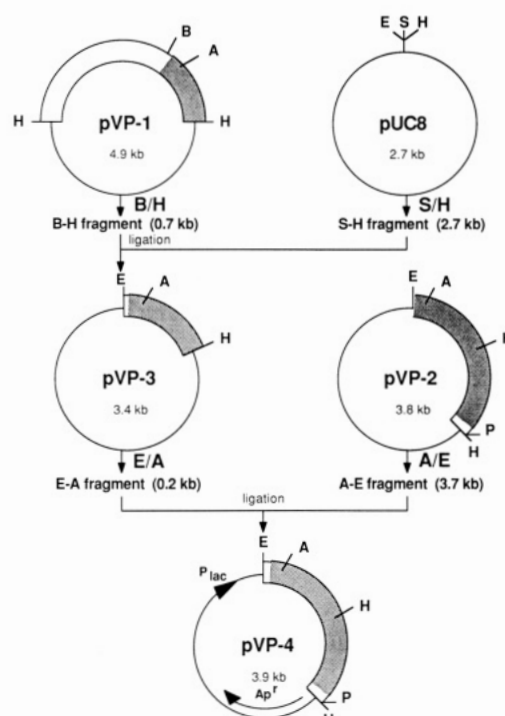 E S H
B
A
H
H
pVP-1
4.9 kb
pUC8
2.7 kb
B/H
S/H
B-H fragment (0.7 kb)
S-H fragment (2.7 kb)
ligation
E
A
H
pVP-3
3.4 kb
E
A
pVP-2
3.8 kb
P
H
E/A
A/E
E-A fragment (0.2 kb)
A-E fragment (3.7 kb)
ligation
E
A
P lac
H
pVP-4
3.9 kb
Ap r
P